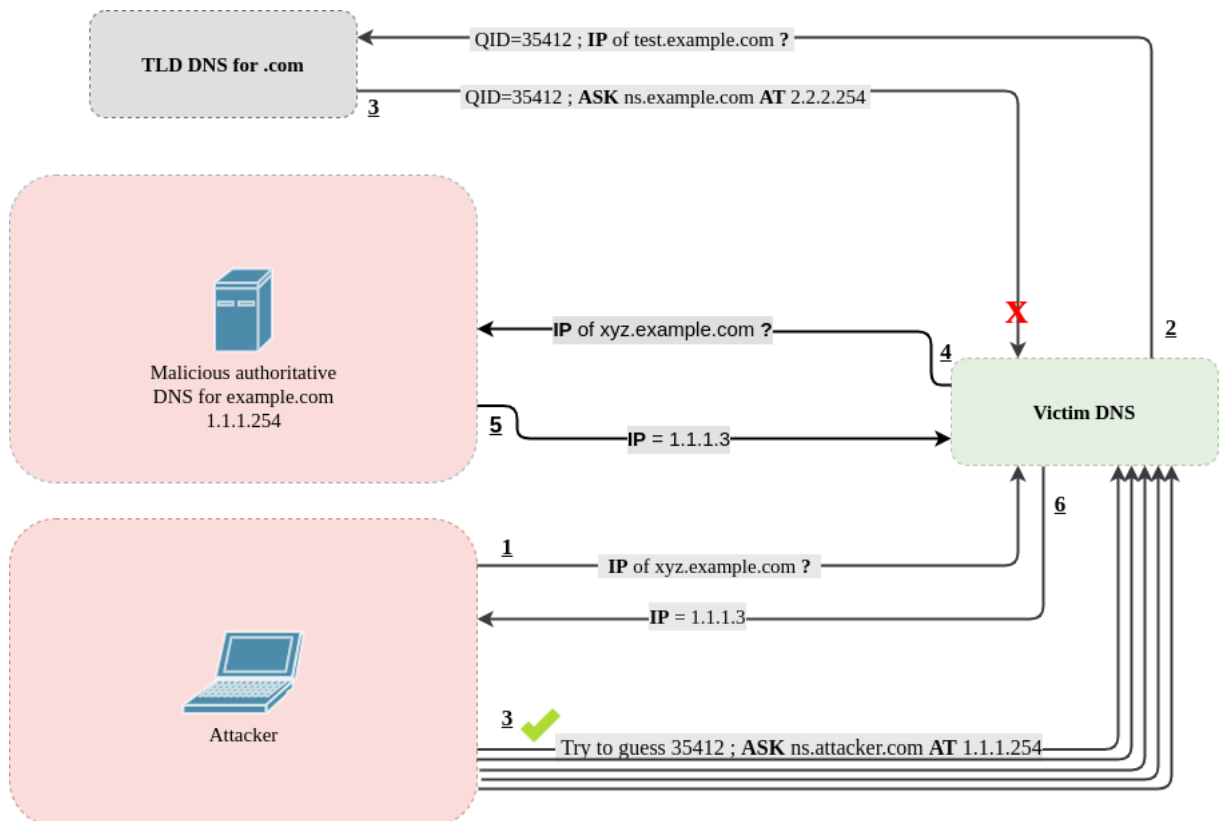 QID=35412 ; IP of test.example.com ?
TLD DNS for .com
QID=35412 ; ASK ns.example.com AT 2.2.2.254
3
X
2
IP of xyz.example.com ?
4
Malicious authoritative
DNS for example.com
1.1.1.254
5
IP = 1.1.1.3
Victim DNS
6
1
IP of xyz.example.com ?
IP = 1.1.1.3
Attacker
3
Try to guess 35412 ; ASK ns.attacker.com AT 1.1.1.254